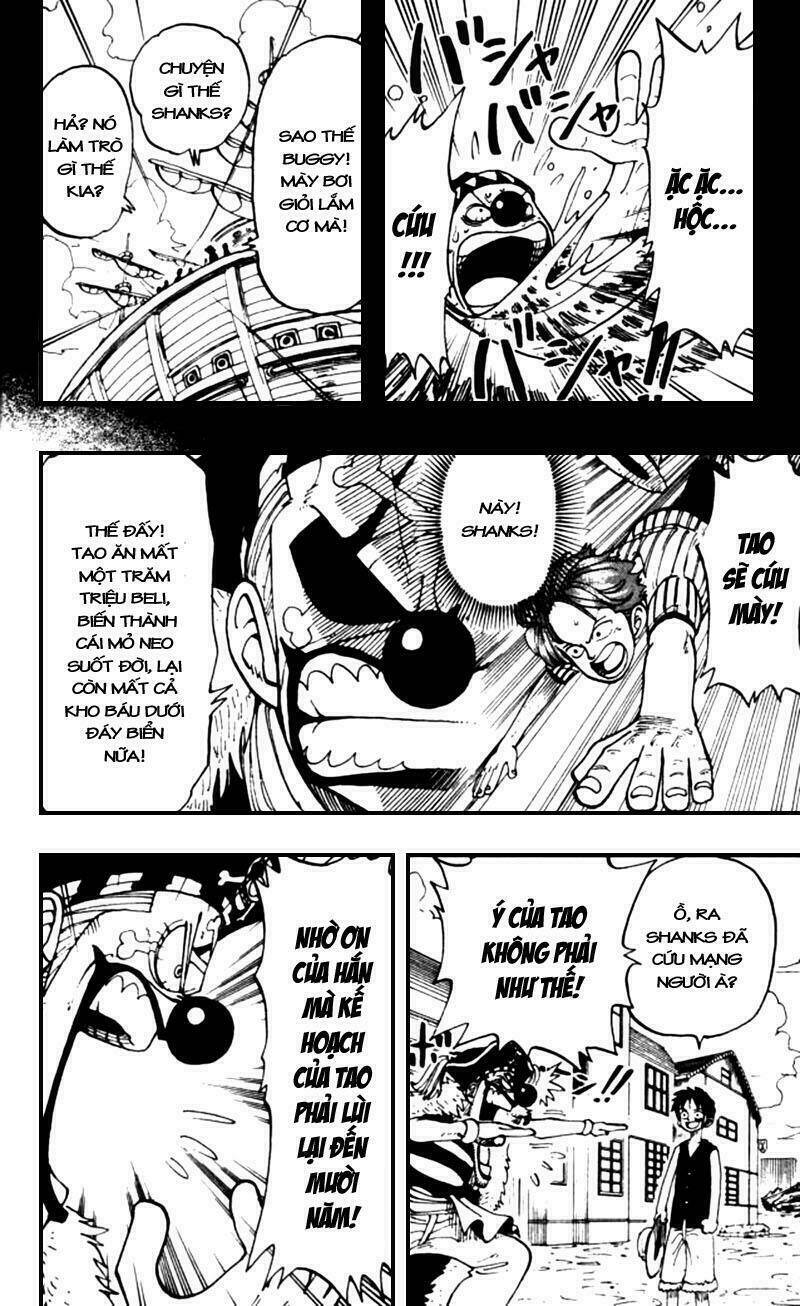 ẶC ẶC...
HỘC...
バシャ
バシャ
CỨU
!!!
バシャ
バシャ
SAO THẾ
BUGGY!
MÀY BƠI
GIỎI LẮM
CƠ MÀ!
CHUYỆN
GÌ THẾ
SHANKS?
HẢ? NÓ
LÀM TRÒ
GÌ THẾ
KIA?
TAO
SẼ CỨU
MÀY!
NÀY!
SHANKS!
THẾ ĐẤY!
TAO ĂN MẤT
MỘT TRĂM
TRIỆU BELI,
BIẾN THÀNH
CÁI MỎ NEO
SUỐT ĐỜI, LẠI
CÒN MẤT CẢ
KHO BÁU DƯỚI
ĐÁY BIỂN
NỮA!
Ồ, RA
SHANKS ĐÃ
CỨU MẠNG
NGƯƠI À?
Ý CỦA TAO
KHÔNG PHẢI
NHƯ THẾ!
NHỜ ƠN
CỦA HẮN
MÀ KẾ
HOẠCH
CỦA TAO
PHẢI LÙI
LẠI ĐẾN
MƯỜI
NĂM!